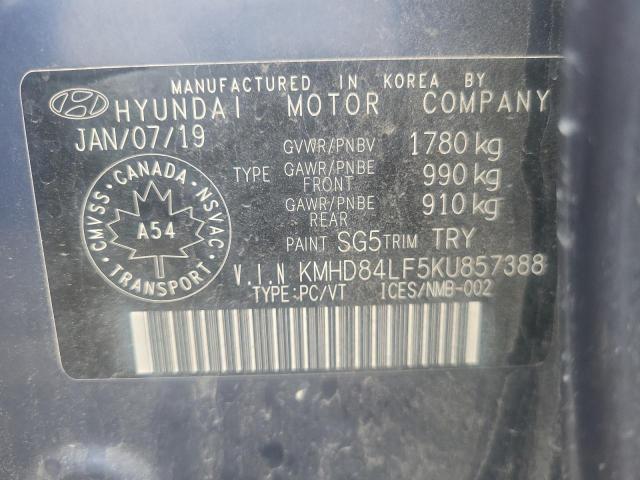 MANUFACTURED IN KOREA BY
HYUNDAI MOTOR COMPANY
JAN/07/19
GVWR/PNBV 1780 kg
TYPE GAWR/PNBE FRONT 990 kg
GAWR/PNBE REAR 910 kg
PAINT SG5 TRIM TRY
V.I.N KMHD84LF5KU857388
TYPE:PC/VT ICES/NMB-002
CMVSS • CANADA • NSVAC
A54
TRANSPORT